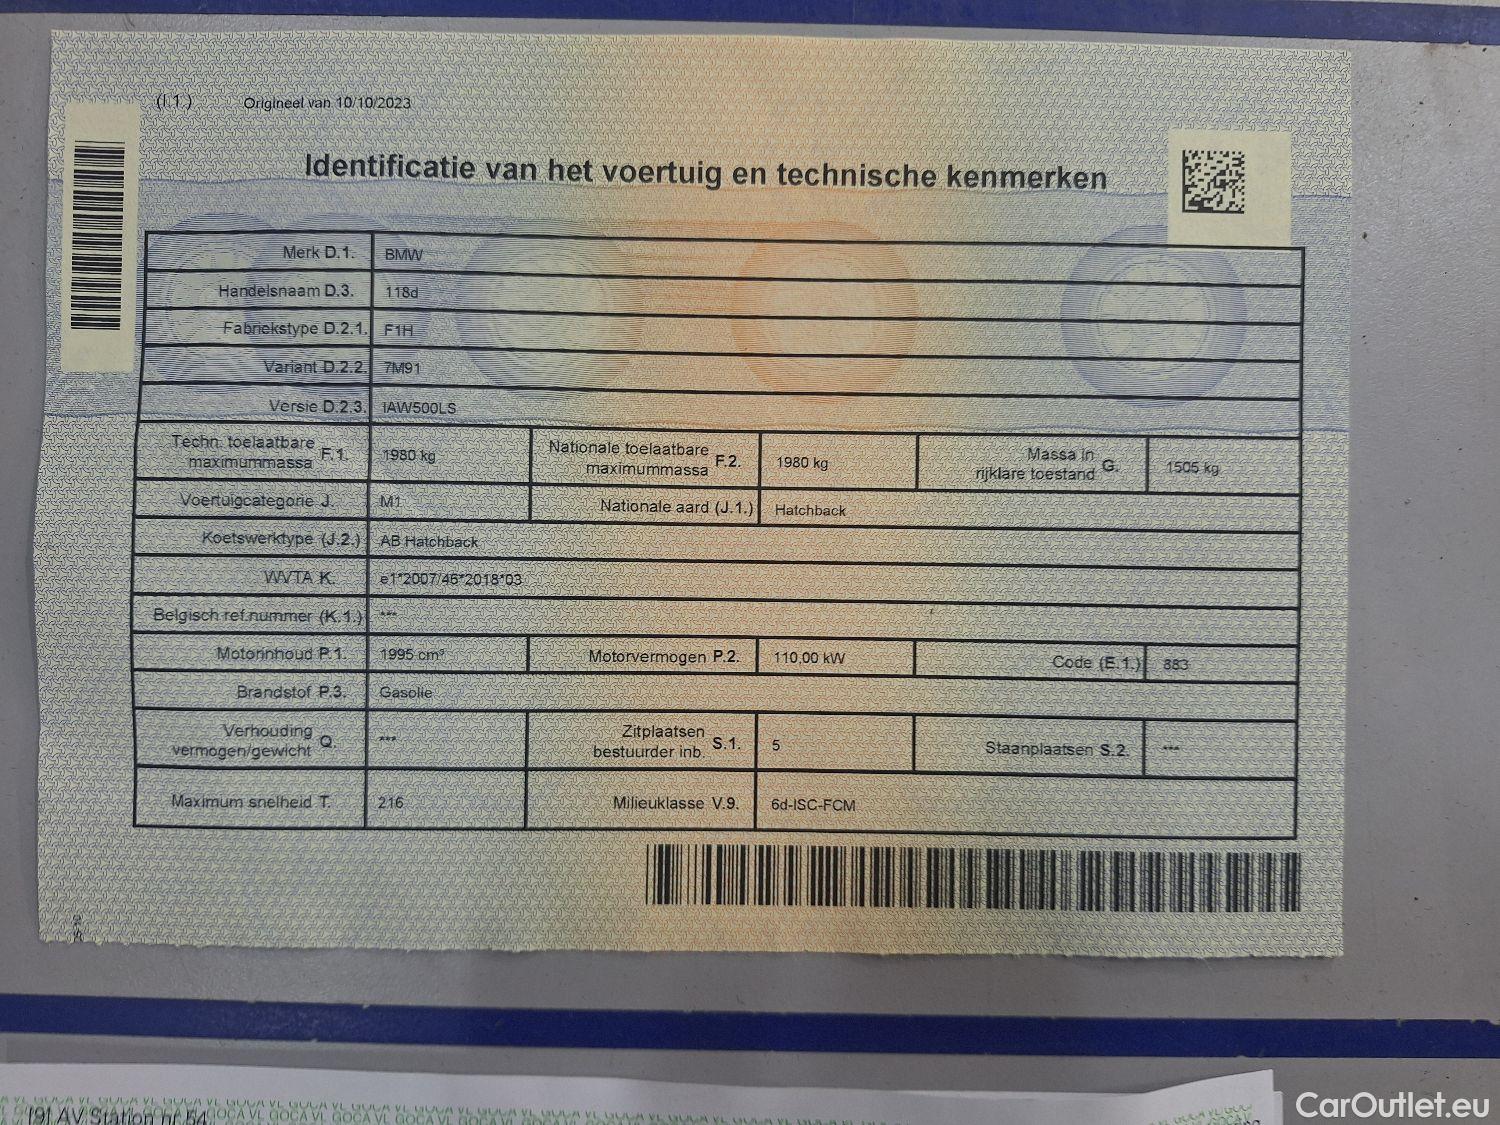 (I.1.) Origineel van 10/10/2023
Identificatie van het voertuig en technische kenmerken
Merk D.1. BMW
Handelsnaam D.3. 118d
Fabriekstype D.2.1. F1H
Variant D.2.2. 7M91
Versie D.2.3. IAW500LS
Techn. toelaatbare maximummassa F.1. 1980 kg Nationale toelaatbare maximummassa F.2. 1980 kg Massa in rijklare toestand G. 1505 kg
Voertuigcategorie J. M1 Nationale aard (J.1.) Hatchback
Koetswerktype (J.2.) AB Hatchback
WVTA K. e1*2007/46*2018*03
Belgisch ref.nummer (K.1.) ***
Motorinhoud P.1. 1995 cm³ Motorvermogen P.2. 110,00 kW Code (E.1.) 883
Brandstof P.3. Gasolie
Verhouding vermogen/gewicht Q. *** Zitplaatsen bestuurder inb. S.1. 5 Staanplaatsen S.2. ***
Maximum snelheid T. 216 Milieuklasse V.9. 6d-ISC-FCM
[9] AV Station nr 54
CarOutlet.eu